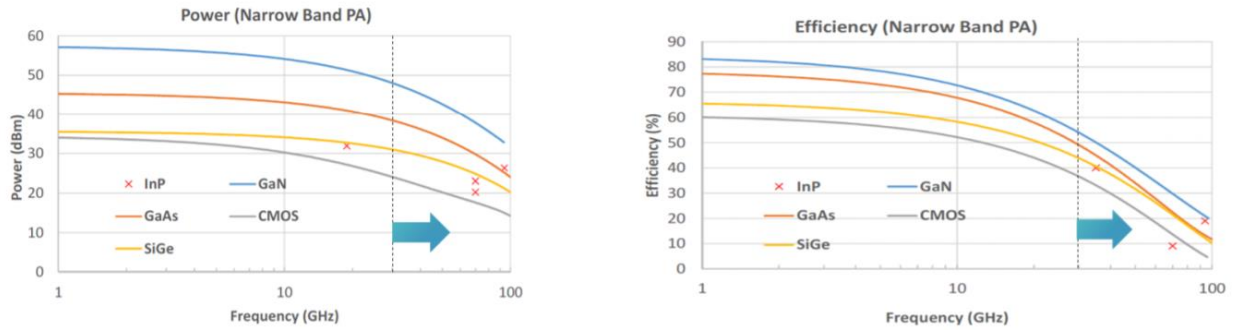 Power (Narrow Band PA)
60
50
40
30
20
10
0
Power (dBm)
InP
GaN
GaAs
CMOS
SiGe
1
10
100
Frequency (GHz)
Efficiency (Narrow Band PA)
90
80
70
60
50
40
30
20
10
0
Efficiency (%)
InP
GaN
GaAs
CMOS
SiGe
1
10
100
Frequency (GHz)